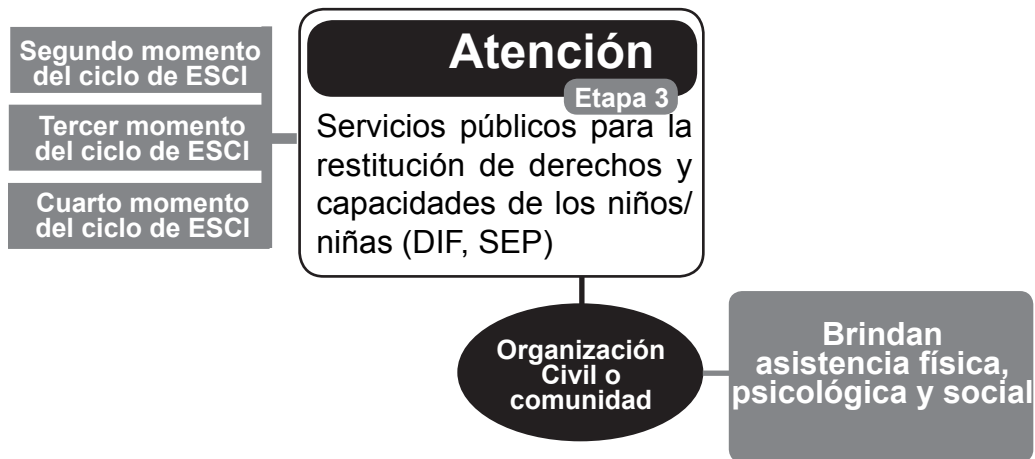 Segundo momento
del ciclo de ESCI
Tercer momento
del ciclo de ESCI
Cuarto momento
del ciclo de ESCI
Atención
Etapa 3
Servicios públicos para la
restitución de derechos y
capacidades de los niños/
niñas (DIF, SEP)
Organización
Civil o
comunidad
Brindan
asistencia física,
psicológica y social